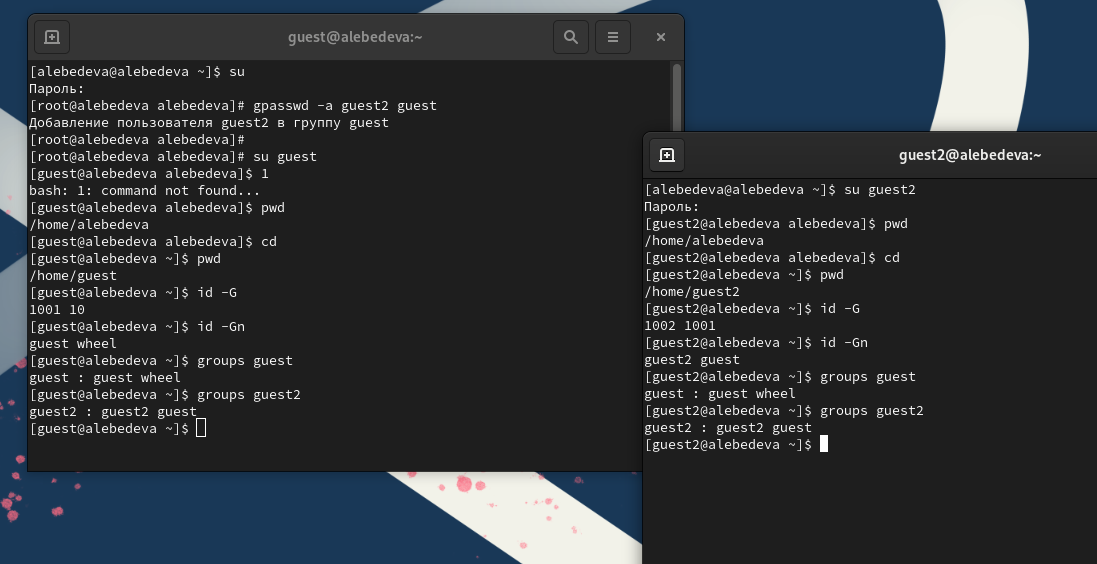 guest@alebedeva:~
[alebedeva@alebedeva ~]$ su
Пароль:
[root@alebedeva alebedeva]# gpasswd -a guest2 guest
Добавление пользователя guest2 в группу guest
[root@alebedeva alebedeva]#
[root@alebedeva alebedeva]# su guest
[guest@alebedeva alebedeva]$ 1
bash: 1: command not found...
[guest@alebedeva alebedeva]$ pwd
/home/alebedeva
[guest@alebedeva alebedeva]$ cd
[guest@alebedeva ~]$ pwd
/home/guest
[guest@alebedeva ~]$ id -G
1001 10
[guest@alebedeva ~]$ id -Gn
guest wheel
[guest@alebedeva ~]$ groups guest
guest : guest wheel
[guest@alebedeva ~]$ groups guest2
guest2 : guest2 guest
[guest@alebedeva ~]$
guest2@alebedeva:~
[alebedeva@alebedeva ~]$ su guest2
Пароль:
[guest2@alebedeva alebedeva]$ pwd
/home/alebedeva
[guest2@alebedeva alebedeva]$ cd
[guest2@alebedeva ~]$ pwd
/home/guest2
[guest2@alebedeva ~]$ id -G
1002 1001
[guest2@alebedeva ~]$ id -Gn
guest2 guest
[guest2@alebedeva ~]$ groups guest
guest : guest wheel
[guest2@alebedeva ~]$ groups guest2
guest2 : guest2 guest
[guest2@alebedeva ~]$